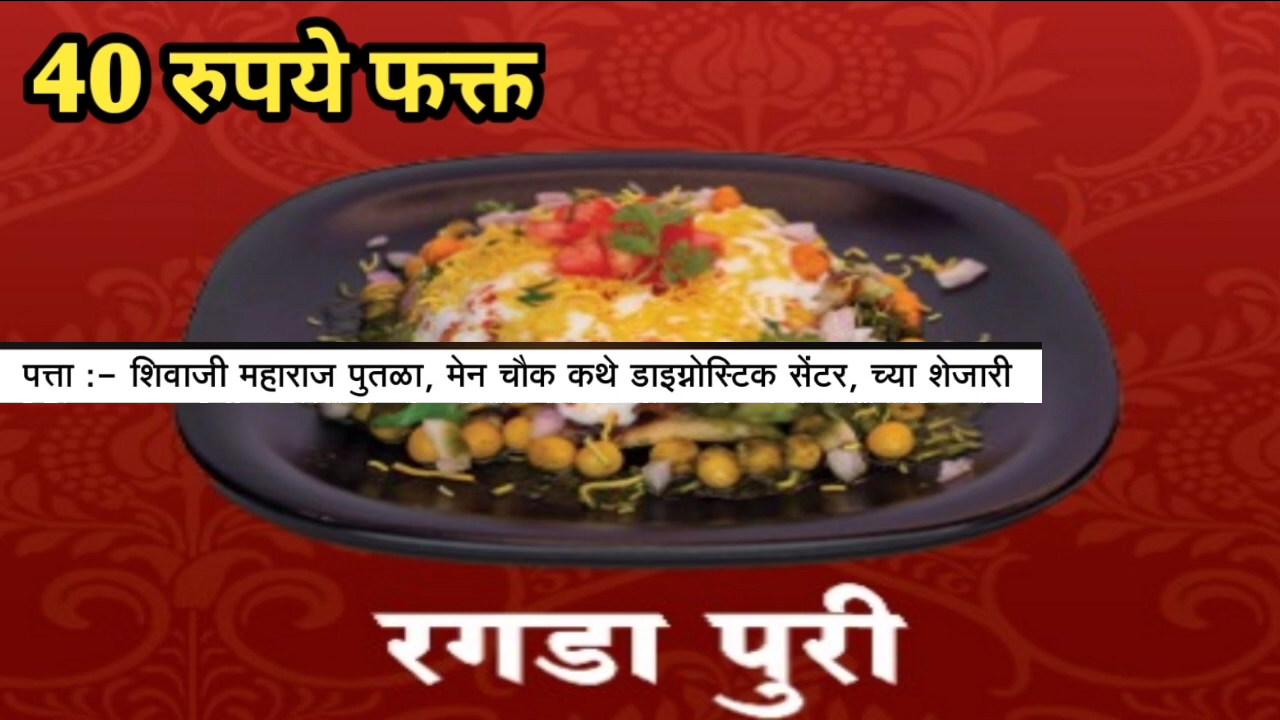 40 रुपये फक्त
पत्ता :– शिवाजी महाराज पुतळा, मेन चौक कथे डाइग्नोस्टिक सेंटर, च्या शेजारी
रगडा पुरी